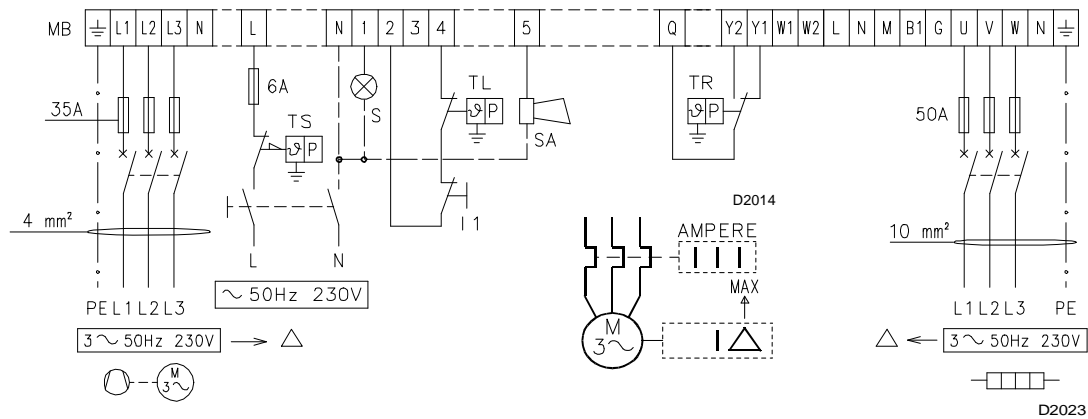 MB L1 L2 L3 N L N 1 2 3 4 5 Q Y2 Y1 W1 W2 L N M B1 G U V W N
6A TL TR
ϑ P ϑ P
35A S 50A
TS SA
ϑ P
D2014
4 mm² I1 AMPERE 10 mm²
L N
∼ 50Hz 230V MAX
PE L1 L2 L3 L1 L2 L3 PE
M
3∼ I △
3∼ 50Hz 230V → △ △ ← 3∼ 50Hz 230V
M
3∼
D2023